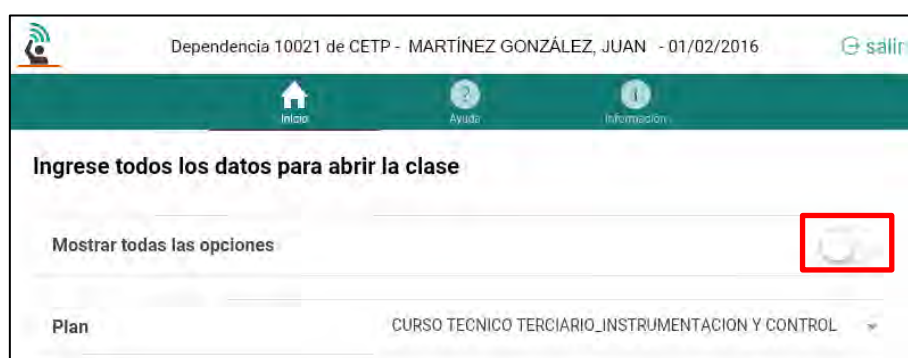 Dependencia 10021 de CETP - MARTÍNEZ GONZÁLEZ, JUAN - 01/02/2016 salir
Inicio Ayuda Información
Ingrese todos los datos para abrir la clase
Mostrar todas las opciones
Plan CURSO TECNICO TERCIARIO_INSTRUMENTACION Y CONTROL